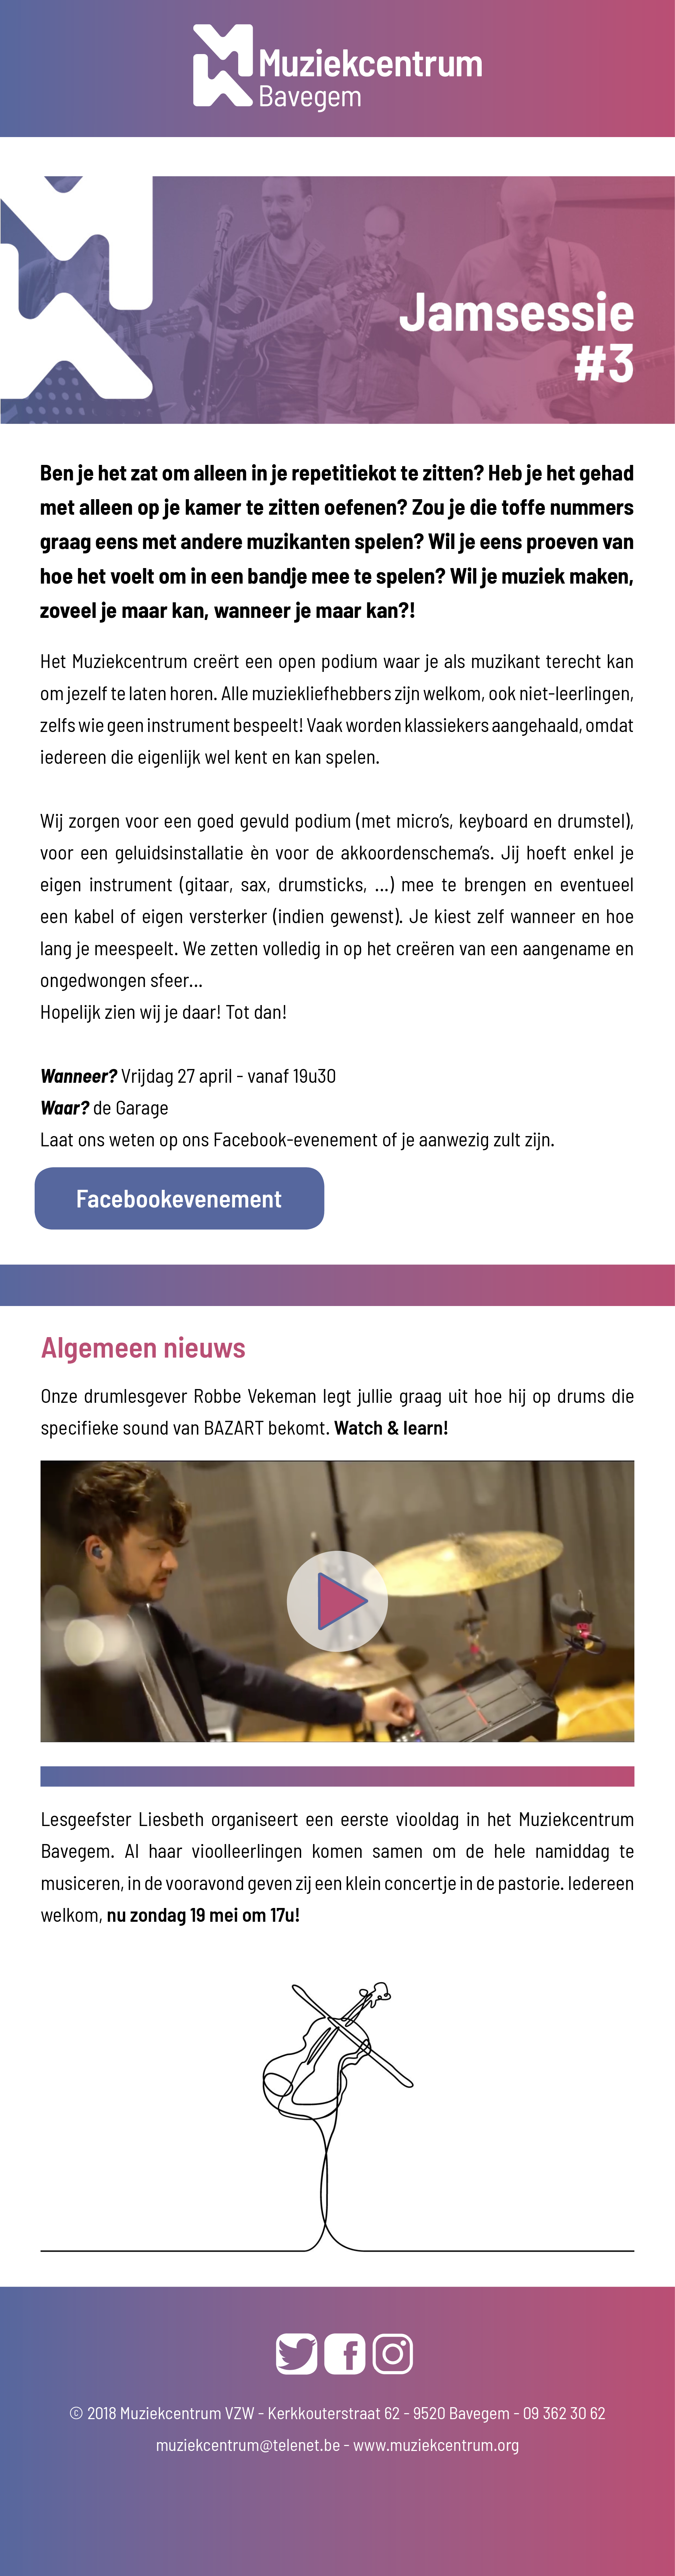 Muziekcentrum
Bavegem
Jamsessie
#3
Ben je het zat om alleen in je repetitiekot te zitten? Heb je het gehad
met alleen op je kamer te zitten oefenen? Zou je die toffe nummers
graag eens met andere muzikanten spelen? Wil je eens proeven van
hoe het voelt om in een bandje mee te spelen? Wil je muziek maken,
zoveel je maar kan, wanneer je maar kan?!
Het Muziekcentrum creërt een open podium waar je als muzikant terecht kan
om jezelf te laten horen. Alle muziekliefhebbers zijn welkom, ook niet-leerlingen,
zelfs wie geen instrument bespeelt! Vaak worden klassiekers aangehaald, omdat
iedereen die eigenlijk wel kent en kan spelen.
Wij zorgen voor een goed gevuld podium (met micro’s, keyboard en drumstel),
voor een geluidsinstallatie èn voor de akkoordenschema’s. Jij hoeft enkel je
eigen instrument (gitaar, sax, drumsticks, ...) mee te brengen en eventueel
een kabel of eigen versterker (indien gewenst). Je kiest zelf wanneer en hoe
lang je meespeelt. We zetten volledig in op het creëren van een aangename en
ongedwongen sfeer...
Hopelijk zien wij je daar! Tot dan!
Wanneer? Vrijdag 27 april - vanaf 19u30
Waar? de Garage
Laat ons weten op ons Facebook-evenement of je aanwezig zult zijn.
Facebookevenement
Algemeen nieuws
Onze drumlesgever Robbe Vekeman legt jullie graag uit hoe hij op drums die
specifieke sound van BAZART bekomt. Watch & learn!
Lesgeefster Liesbeth organiseert een eerste viooldag in het Muziekcentrum
Bavegem. Al haar vioolleerlingen komen samen om de hele namiddag te
musiceren, in de vooravond geven zij een klein concertje in de pastorie. Iedereen
welkom, nu zondag 19 mei om 17u!
© 2018 Muziekcentrum VZW - Kerkkouterstraat 62 - 9520 Bavegem - 09 362 30 62
muziekcentrum@telenet.be - www.muziekcentrum.org